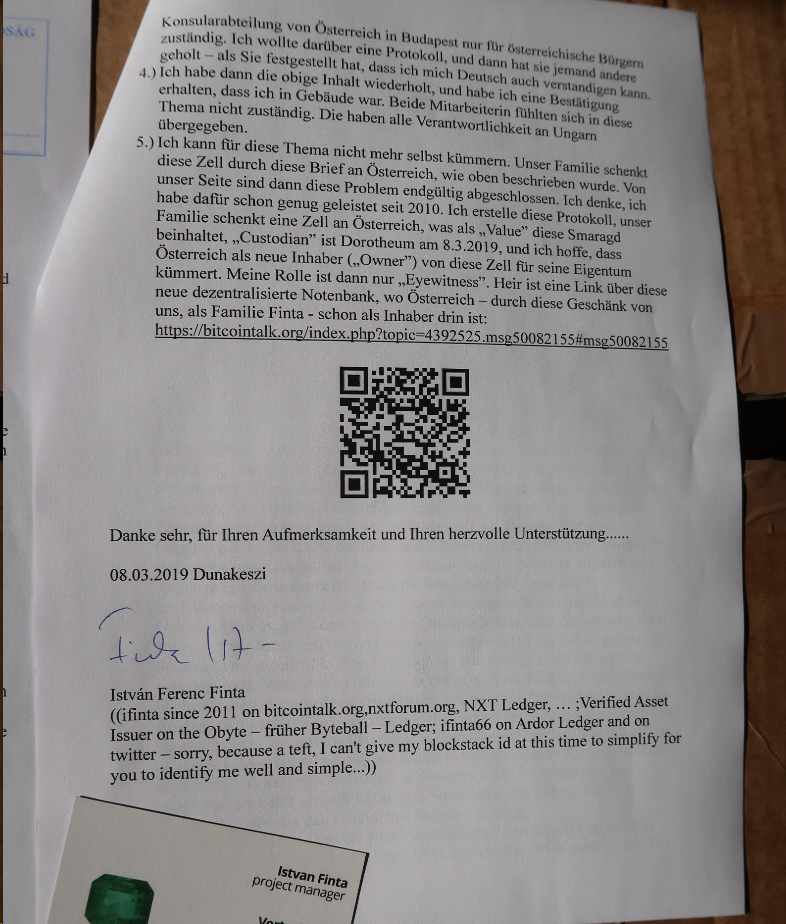 SÁG
Konsularabteilung von Österreich in Budapest nur für österreichische Bürgern
zuständig. Ich wollte darüber eine Protokoll, und dann hat sie jemand andere
geholt – als Sie festgestellt hat, dass ich mich Deutsch auch verstandigen kann.
4.) Ich habe dann die obige Inhalt wiederholt, und habe ich eine Bestätigung
erhalten, dass ich in Gebäude war. Beide Mitarbeiterin fühlten sich in diese
Thema nicht zuständig. Die haben alle Verantwortlichkeit an Ungarn
übergegeben.
5.) Ich kann für diese Thema nicht mehr selbst kümmern. Unser Familie schenkt
diese Zell durch diese Brief an Österreich, wie oben beschrieben wurde. Von
unser Seite sind dann diese Problem endgültig abgeschlossen. Ich denke, ich
habe dafür schon genug geleistet seit 2010. Ich erstelle diese Protokoll, unser
Familie schenkt eine Zell an Österreich, was als „Value” diese Smaragd
beinhaltet, „Custodian” ist Dorotheum am 8.3.2019, und ich hoffe, dass
Österreich als neue Inhaber („Owner”) von diese Zell für seine Eigentum
kümmert. Meine Rolle ist dann nur „Eyewitness”. Heir ist eine Link über diese
neue dezentralisierte Notenbank, wo Österreich – durch diese Geschänk von
uns, als Familie Finta - schon als Inhaber drin ist:
https://bitcointalk.org/index.php?topic=4392525.msg50082155#msg50082155
Danke sehr, für Ihren Aufmerksamkeit und Ihren herzvolle Unterstützung......
08.03.2019 Dunakeszi
István Ferenc Finta
((ifinta since 2011 on bitcointalk.org,nxtforum.org, NXT Ledger, … ;Verified Asset
Issuer on the Obyte – früher Byteball – Ledger; ifinta66 on Ardor Ledger and on
twitter – sorry, because a teft, I can't give my blockstack id at this time to simplify for
you to identify me well and simple...))
Istvan Finta
project manager